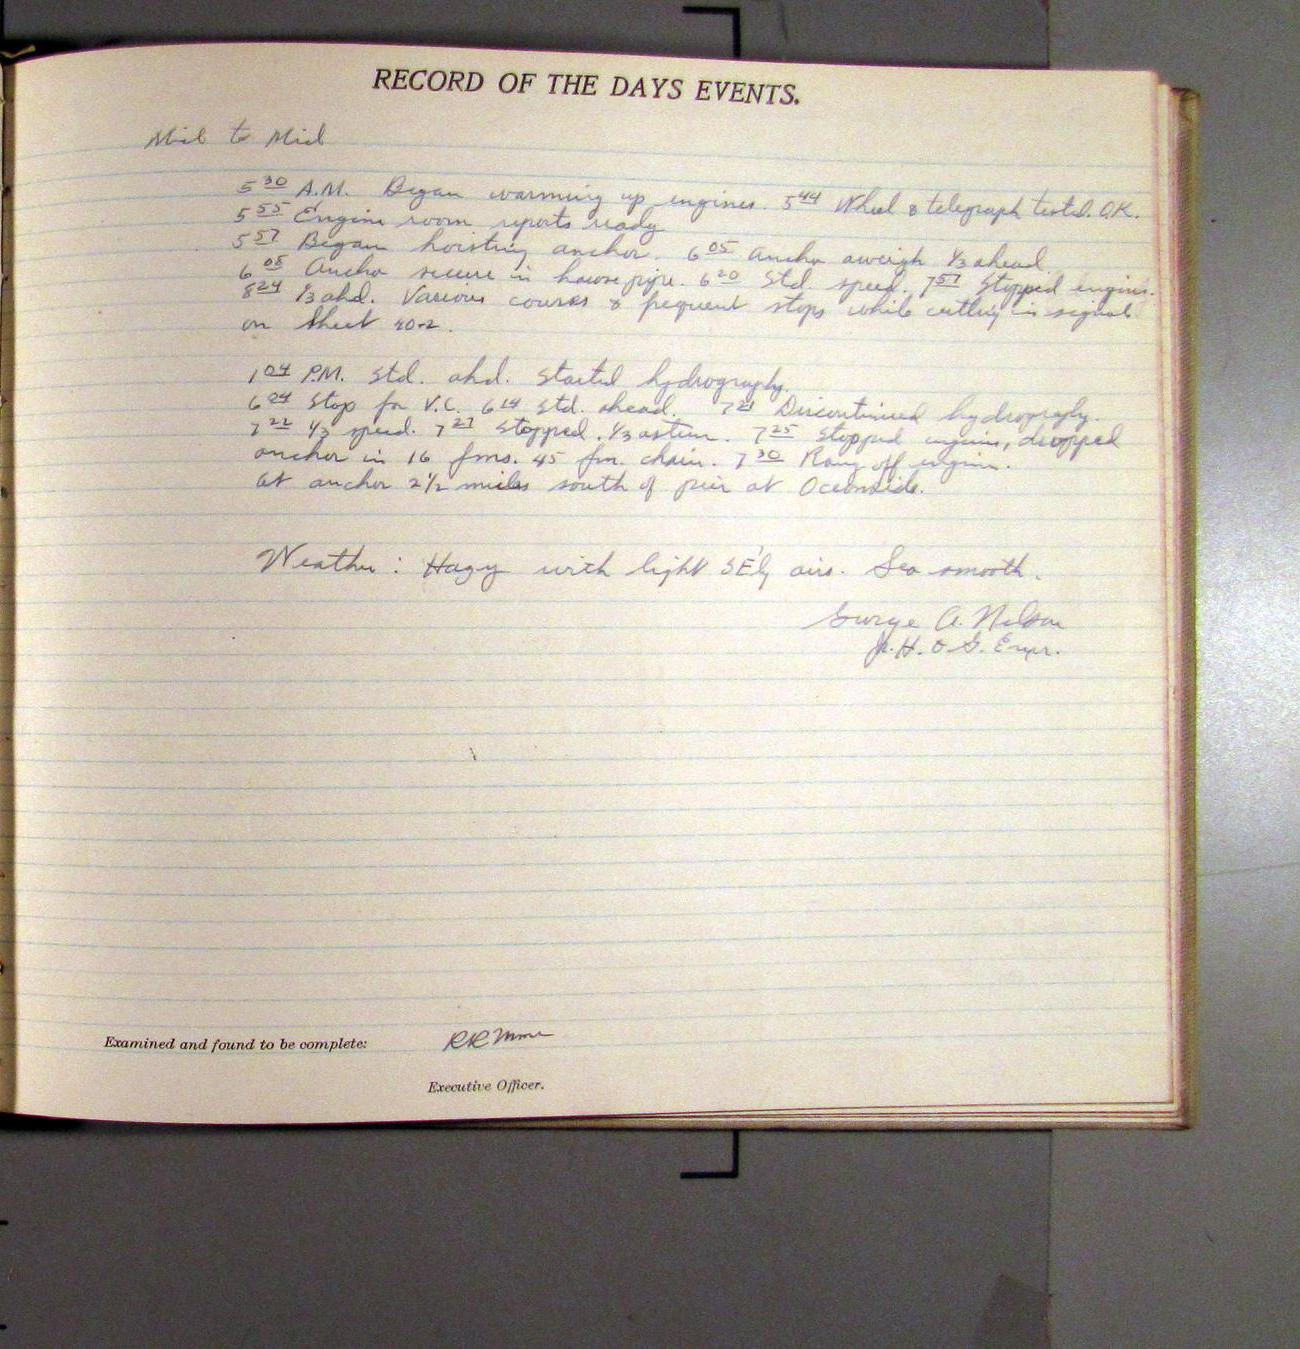 RECORD OF THE DAYS EVENTS.
Mid to Mid
5 30 A.M. Began warming up engines. 5 44 Wheel & telegraph tested. O.K.
5 55 Engine room reports ready
5 57 Began hoisting anchor. 6 05 Anchor aweigh ⅓ ahead.
6 08 Anchor secure in hawse pipe. 6 20 Std. speed. 7 57 Stopped engines.
8 24 ⅓ ahd. Various courses & frequent stops while cutting in signals
on Sheet 40-2.
1 04 P.M. Std. ahd. Started hydrography.
6 04 Stop for V.C. 6 14 Std. ahead. 7 21 Discontinued hydrography.
7 22 ⅓ speed. 7 27 Stopped. ⅓ astern. 7 25 Stopped engines, dropped
anchor in 16 fms. 45 fm. chain. 7 30 Rang off engines.
At anchor 2½ miles south of pier at Oceanside.
Weather: Hazy with light SE'ly airs. Sea smooth.
George A. Nelson
Jr. H. & G. Engr.
Examined and found to be complete:
Executive Officer.